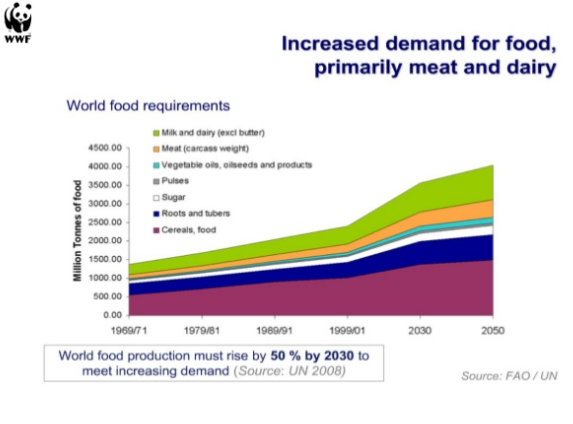 WWF
Increased demand for food,
primarily meat and dairy
World food requirements
Milk and dairy (excl butter)
Meat (carcass weight)
Vegetable oils, oilseeds and products
Pulses
Sugar
Roots and tubers
Cereals, food
Million Tonnes of food
4500.00
4000.00
3500.00
3000.00
2500.00
2000.00
1500.00
1000.00
500.00
0.00
1969/71 1979/81 1989/91 1999/01 2030 2050
World food production must rise by 50 % by 2030 to
meet increasing demand (Source: UN 2008)
Source: FAO / UN